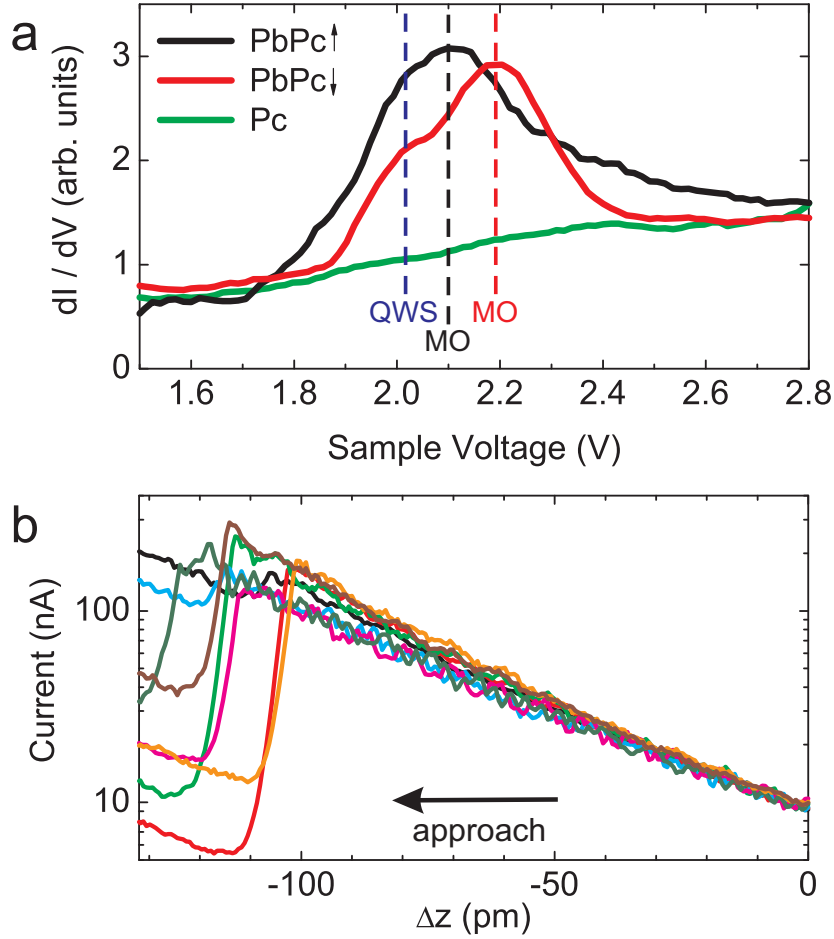 a
PbPc↑
PbPc↓
Pc
3
2
1
0
dI / dV (arb. units)
QWS
MO
MO
1.6 1.8 2.0 2.2 2.4 2.6 2.8
Sample Voltage (V)
b
100
10
Current (nA)
approach
-100 -50 0
Δz (pm)